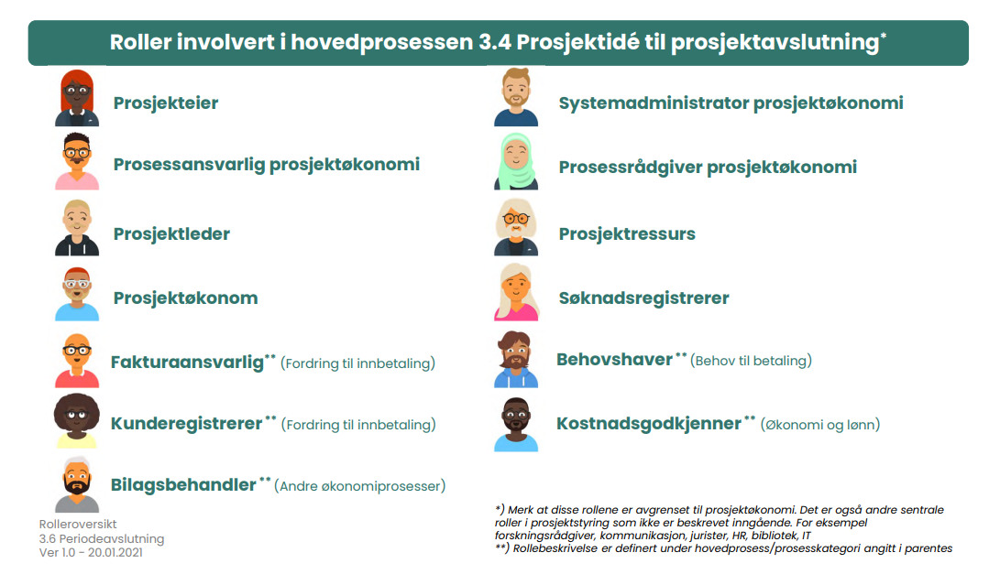 Roller involvert i hovedprosessen 3.4 Prosjektidé til prosjektavslutning*
Prosjekteier
Prosessansvarlig prosjektøkonomi
Prosjektleder
Prosjektøkonom
Fakturaansvarlig** (Fordring til innbetaling)
Kunderegistrerer** (Fordring til innbetaling)
Bilagsbehandler** (Andre økonomiprosesser)
Systemadministrator prosjektøkonomi
Prosessrådgiver prosjektøkonomi
Prosjektressurs
Søknadsregistrerer
Behovshaver** (Behov til betaling)
Kostnadsgodkjenner** (Økonomi og lønn)
*) Merk at disse rollene er avgrenset til prosjektøkonomi. Det er også andre sentrale
roller i prosjektstyring som ikke er beskrevet inngående. For eksempel
forskningsrådgiver, kommunikasjon, jurister, HR, bibliotek, IT
**) Rollebeskrivelse er definert under hovedprosess/prosesskategori angitt i parentes
Rolleroversikt
3.6 Periodeavslutning
Ver 1.0 - 20.01.2021